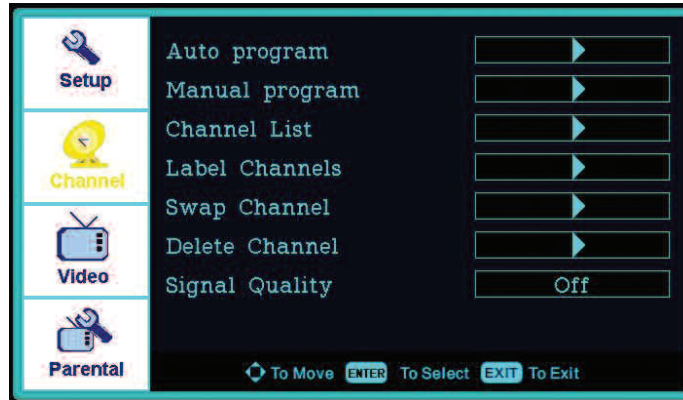 Setup
Channel
Video
Parental
Auto program
Manual program
Channel List
Label Channels
Swap Channel
Delete Channel
Signal Quality Off
To Move ENTER To Select EXIT To Exit